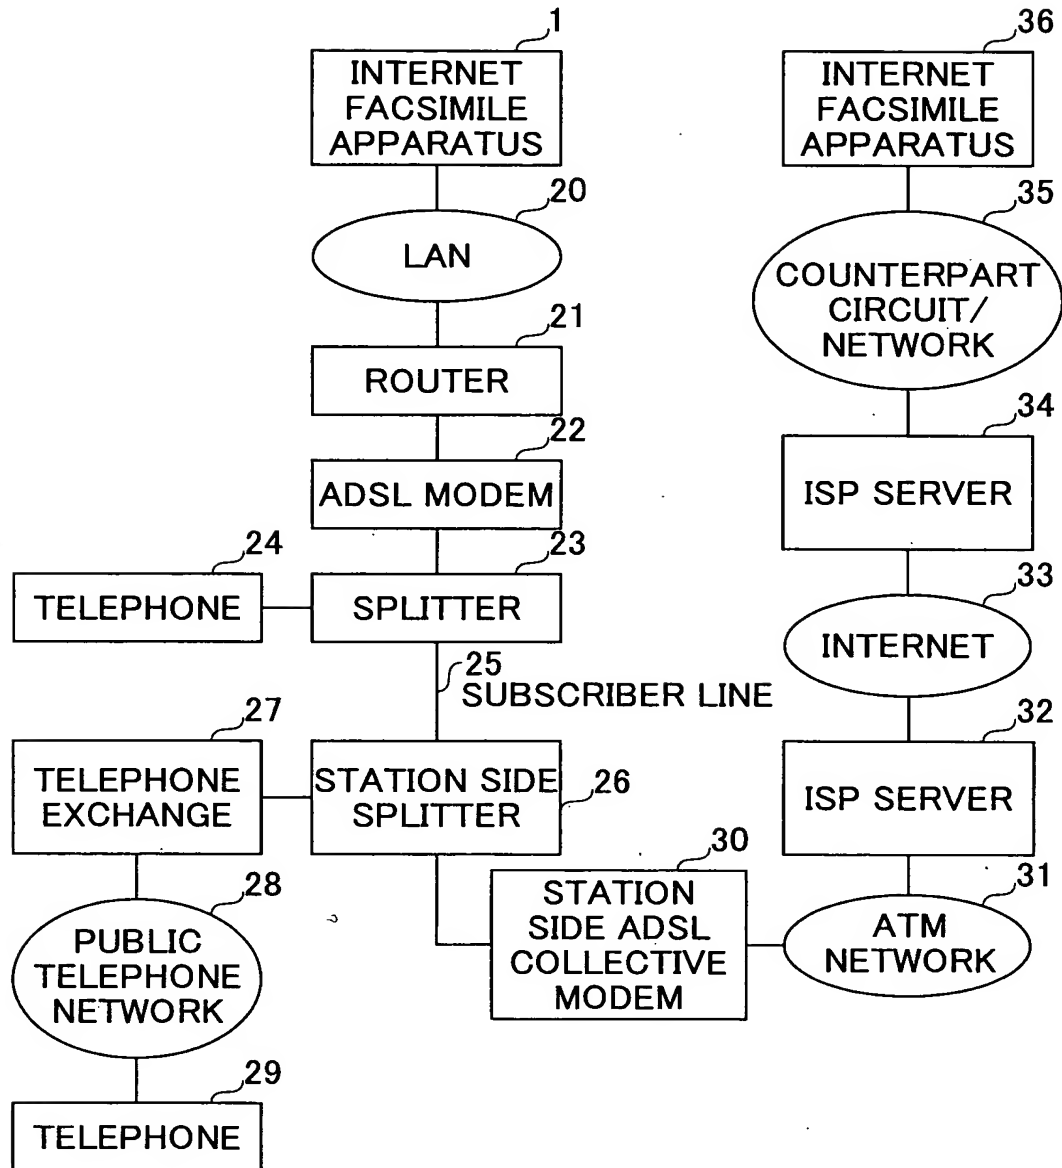 1
INTERNET
FACSIMILE
APPARATUS
20
LAN
21
ROUTER
22
ADSL MODEM
24
TELEPHONE
23
SPLITTER
25
SUBSCRIBER LINE
27
TELEPHONE
EXCHANGE
STATION SIDE
SPLITTER
26
28
PUBLIC
TELEPHONE
NETWORK
29
TELEPHONE
30
STATION
SIDE ADSL
COLLECTIVE
MODEM
36
INTERNET
FACSIMILE
APPARATUS
35
COUNTERPART
CIRCUIT/
NETWORK
34
ISP SERVER
33
INTERNET
32
ISP SERVER
31
ATM
NETWORK